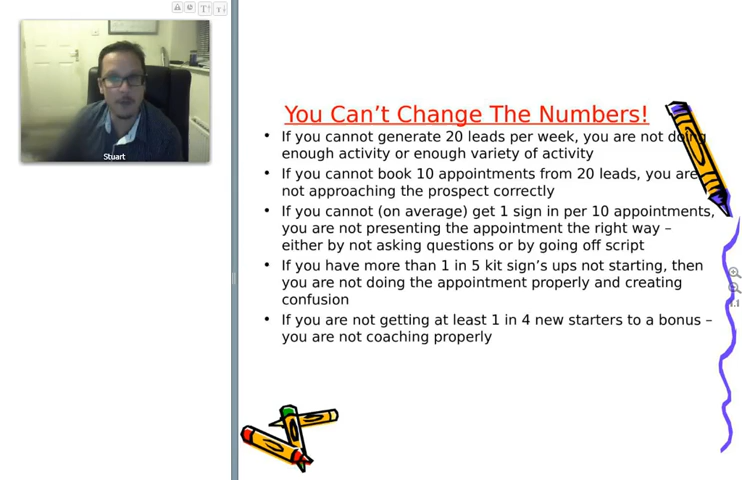 Stuart
You Can't Change The Numbers!
• If you cannot generate 20 leads per week, you are not doing
enough activity or enough variety of activity
• If you cannot book 10 appointments from 20 leads, you are
not approaching the prospect correctly
• If you cannot (on average) get 1 sign in per 10 appointments,
you are not presenting the appointment the right way –
either by not asking questions or by going off script
• If you have more than 1 in 5 kit sign's ups not starting, then
you are not doing the appointment properly and creating
confusion
• If you are not getting at least 1 in 4 new starters to a bonus –
you are not coaching properly